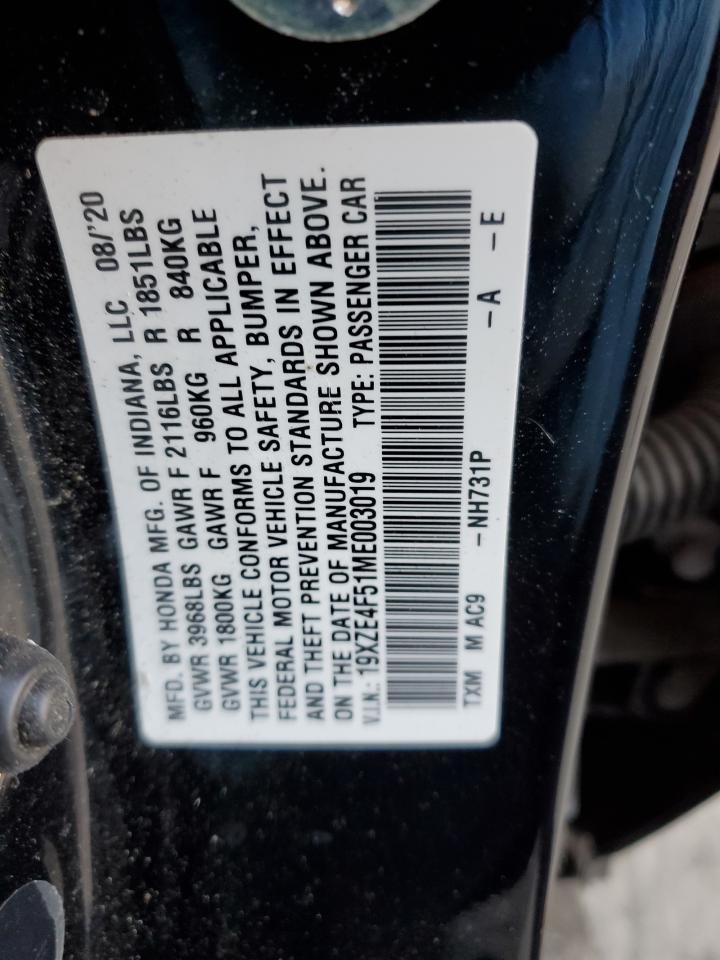 MFD. BY HONDA MFG. OF INDIANA, LLC 08/'20
GVWR 3968LBS GAWR F 2116LBS R 1851LBS
GVWR 1800KG GAWR F 960KG R 840KG
THIS VEHICLE CONFORMS TO ALL APPLICABLE
FEDERAL MOTOR VEHICLE SAFETY, BUMPER,
AND THEFT PREVENTION STANDARDS IN EFFECT
ON THE DATE OF MANUFACTURE SHOWN ABOVE.
V.I.N.: 19XZE4F51ME003019 TYPE: PASSENGER CAR
TXM M AC9 -NH731P -A -E